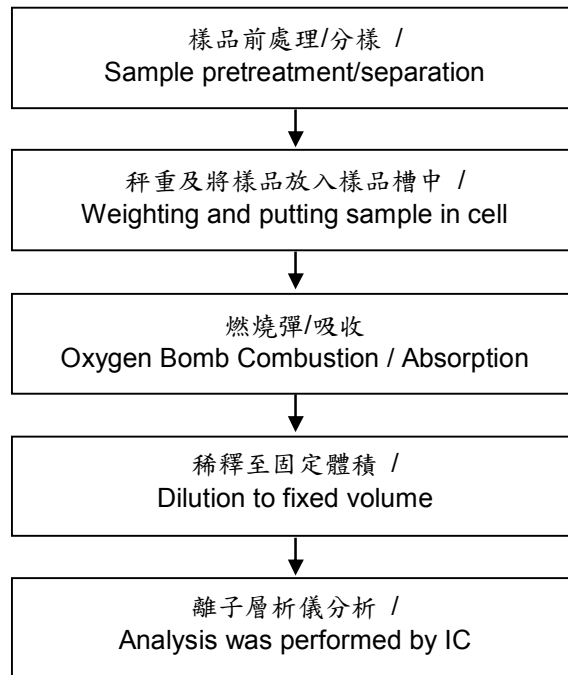 樣品前處理/分樣 /
Sample pretreatment/separation
秤重及將樣品放入樣品槽中 /
Weighting and putting sample in cell
燃燒彈/吸收
Oxygen Bomb Combustion / Absorption
稀釋至固定體積 /
Dilution to fixed volume
離子層析儀分析 /
Analysis was performed by IC